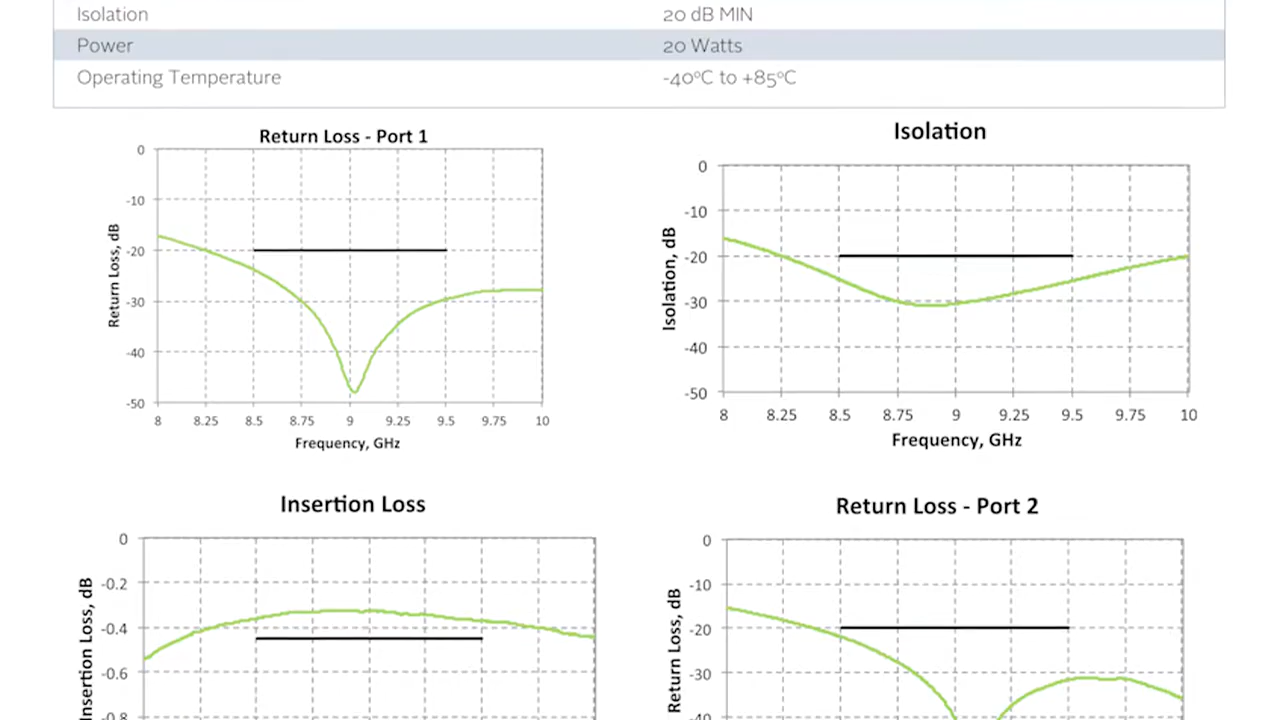 Isolation 20 dB MIN
Power 20 Watts
Operating Temperature -40°C to +85°C
Return Loss - Port 1
0
-10
-20
-30
-40
-50
Return Loss, dB
8 8.25 8.5 8.75 9 9.25 9.5 9.75 10
Frequency, GHz
Isolation
0
-10
-20
-30
-40
-50
Isolation, dB
8 8.25 8.5 8.75 9 9.25 9.5 9.75 10
Frequency, GHz
Insertion Loss
0
-0.2
-0.4
-0.6
-0.8
Insertion Loss, dB
Return Loss - Port 2
0
-10
-20
-30
-40
Return Loss, dB